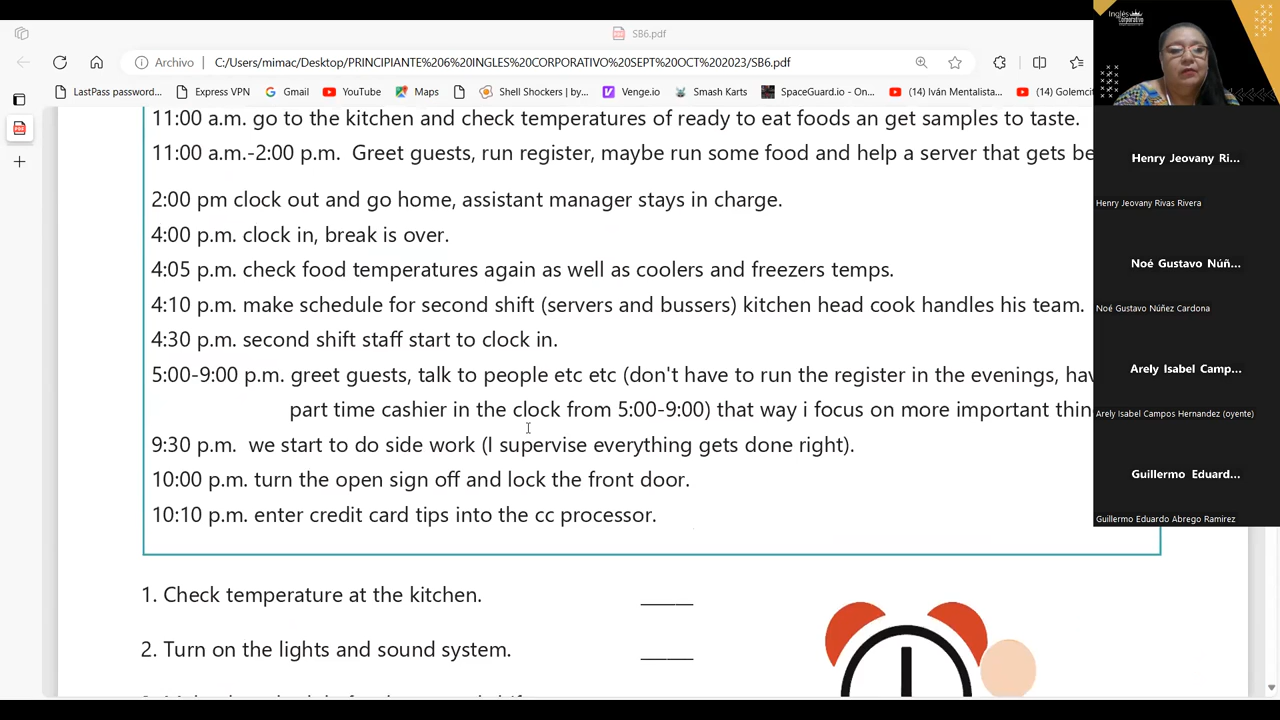 SB6.pdf
Archivo
C:/Users/mimac/Desktop/PRINCIPIANTE%206%20INGLES%20CORPORATIVO%20SEPT%20OCT%202023/SB6.pdf
LastPass password...
Express VPN
Gmail
YouTube
Maps
Shell Shockers | by...
Venge.io
Smash Karts
SpaceGuard.io - On...
(14) Iván Mentalista...
(14) Golemcit
11:00 a.m. go to the kitchen and check temperatures of ready to eat foods an get samples to taste.
11:00 a.m.-2:00 p.m. Greet guests, run register, maybe run some food and help a server that gets be
2:00 pm clock out and go home, assistant manager stays in charge.
4:00 p.m. clock in, break is over.
4:05 p.m. check food temperatures again as well as coolers and freezers temps.
4:10 p.m. make schedule for second shift (servers and bussers) kitchen head cook handles his team.
4:30 p.m. second shift staff start to clock in.
5:00-9:00 p.m. greet guests, talk to people etc etc (don't have to run the register in the evenings, hav
part time cashier in the clock from 5:00-9:00) that way i focus on more important thin
9:30 p.m. we start to do side work (I supervise everything gets done right).
10:00 p.m. turn the open sign off and lock the front door.
10:10 p.m. enter credit card tips into the cc processor.
1. Check temperature at the kitchen. _____
2. Turn on the lights and sound system. _____
Inglés
Corporativo
Henry Jeovany Ri...
Henry Jeovany Rivas Rivera
Noé Gustavo Núñ...
Noé Gustavo Núñez Cardona
Arely Isabel Camp...
Arely Isabel Campos Hernandez (oyente)
Guillermo Eduard...
Guillermo Eduardo Abrego Ramirez